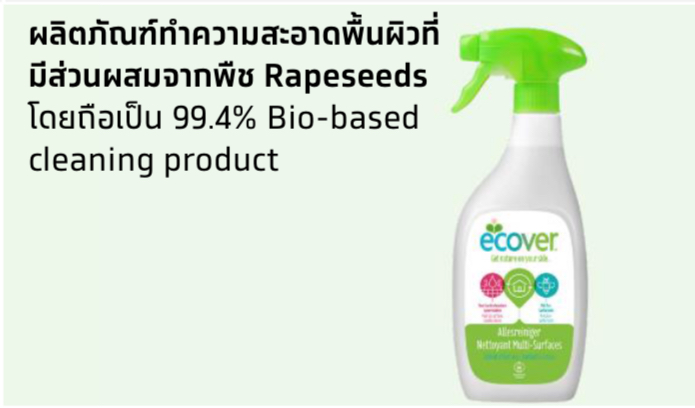 ผลิตภัณฑ์ทำความสะอาดพื้นผิวที่
มีส่วนผสมจากพืช Rapeseeds
โดยถือเป็น 99.4% Bio-based
cleaning product
ecover
Allesreiniger
Nettoyant Multi-Surfaces